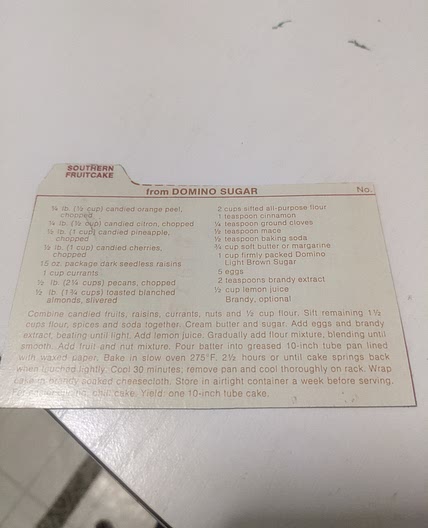 SOUTHERN
FRUITCAKE
from DOMINO SUGAR
No.
¼ lb. (½ cup) candied orange peel,
chopped
¼ lb. (½ cup) candied citron, chopped
½ lb. (1 cup) candied pineapple,
chopped
½ lb. (1 cup) candied cherries,
chopped
15 oz. package dark seedless raisins
1 cup currants
½ lb. (2¼ cups) pecans, chopped
½ lb. (1¾ cups) toasted blanched
almonds, slivered
2 cups sifted all-purpose flour
1 teaspoon cinnamon
¼ teaspoon ground cloves
½ teaspoon mace
½ teaspoon baking soda
¾ cup soft butter or margarine
1 cup firmly packed Domino
Light Brown Sugar
5 eggs
2 teaspoons brandy extract
½ cup lemon juice
Brandy, optional
Combine candied fruits, raisins, currants, nuts and ½ cup flour. Sift remaining 1½
cups flour, spices and soda together. Cream butter and sugar. Add eggs and brandy
extract, beating until light. Add lemon juice. Gradually add flour mixture, blending until
smooth. Add fruit and nut mixture. Pour batter into greased 10-inch tube pan lined
with waxed paper. Bake in slow oven 275°F. 2½ hours or until cake springs back
when touched lightly. Cool 30 minutes; remove pan and cool thoroughly on rack. Wrap
cake in brandy soaked cheesecloth. Store in airtight container a week before serving.
For easier slicing, chill cake. Yield: one 10-inch tube cake.